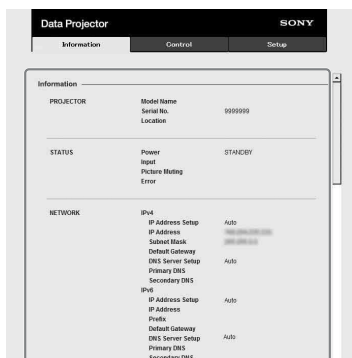 Data Projector SONY
Information Control Setup
Information
PROJECTOR Model Name
Serial No. 9999999
Location
STATUS Power STANDBY
Input
Picture Muting
Error
NETWORK IPv4
IP Address Setup Auto
IP Address
Subnet Mask
Default Gateway
DNS Server Setup Auto
Primary DNS
Secondary DNS
IPv6
IP Address Setup Auto
IP Address
Prefix
Default Gateway
DNS Server Setup Auto
Primary DNS
Secondary DNS